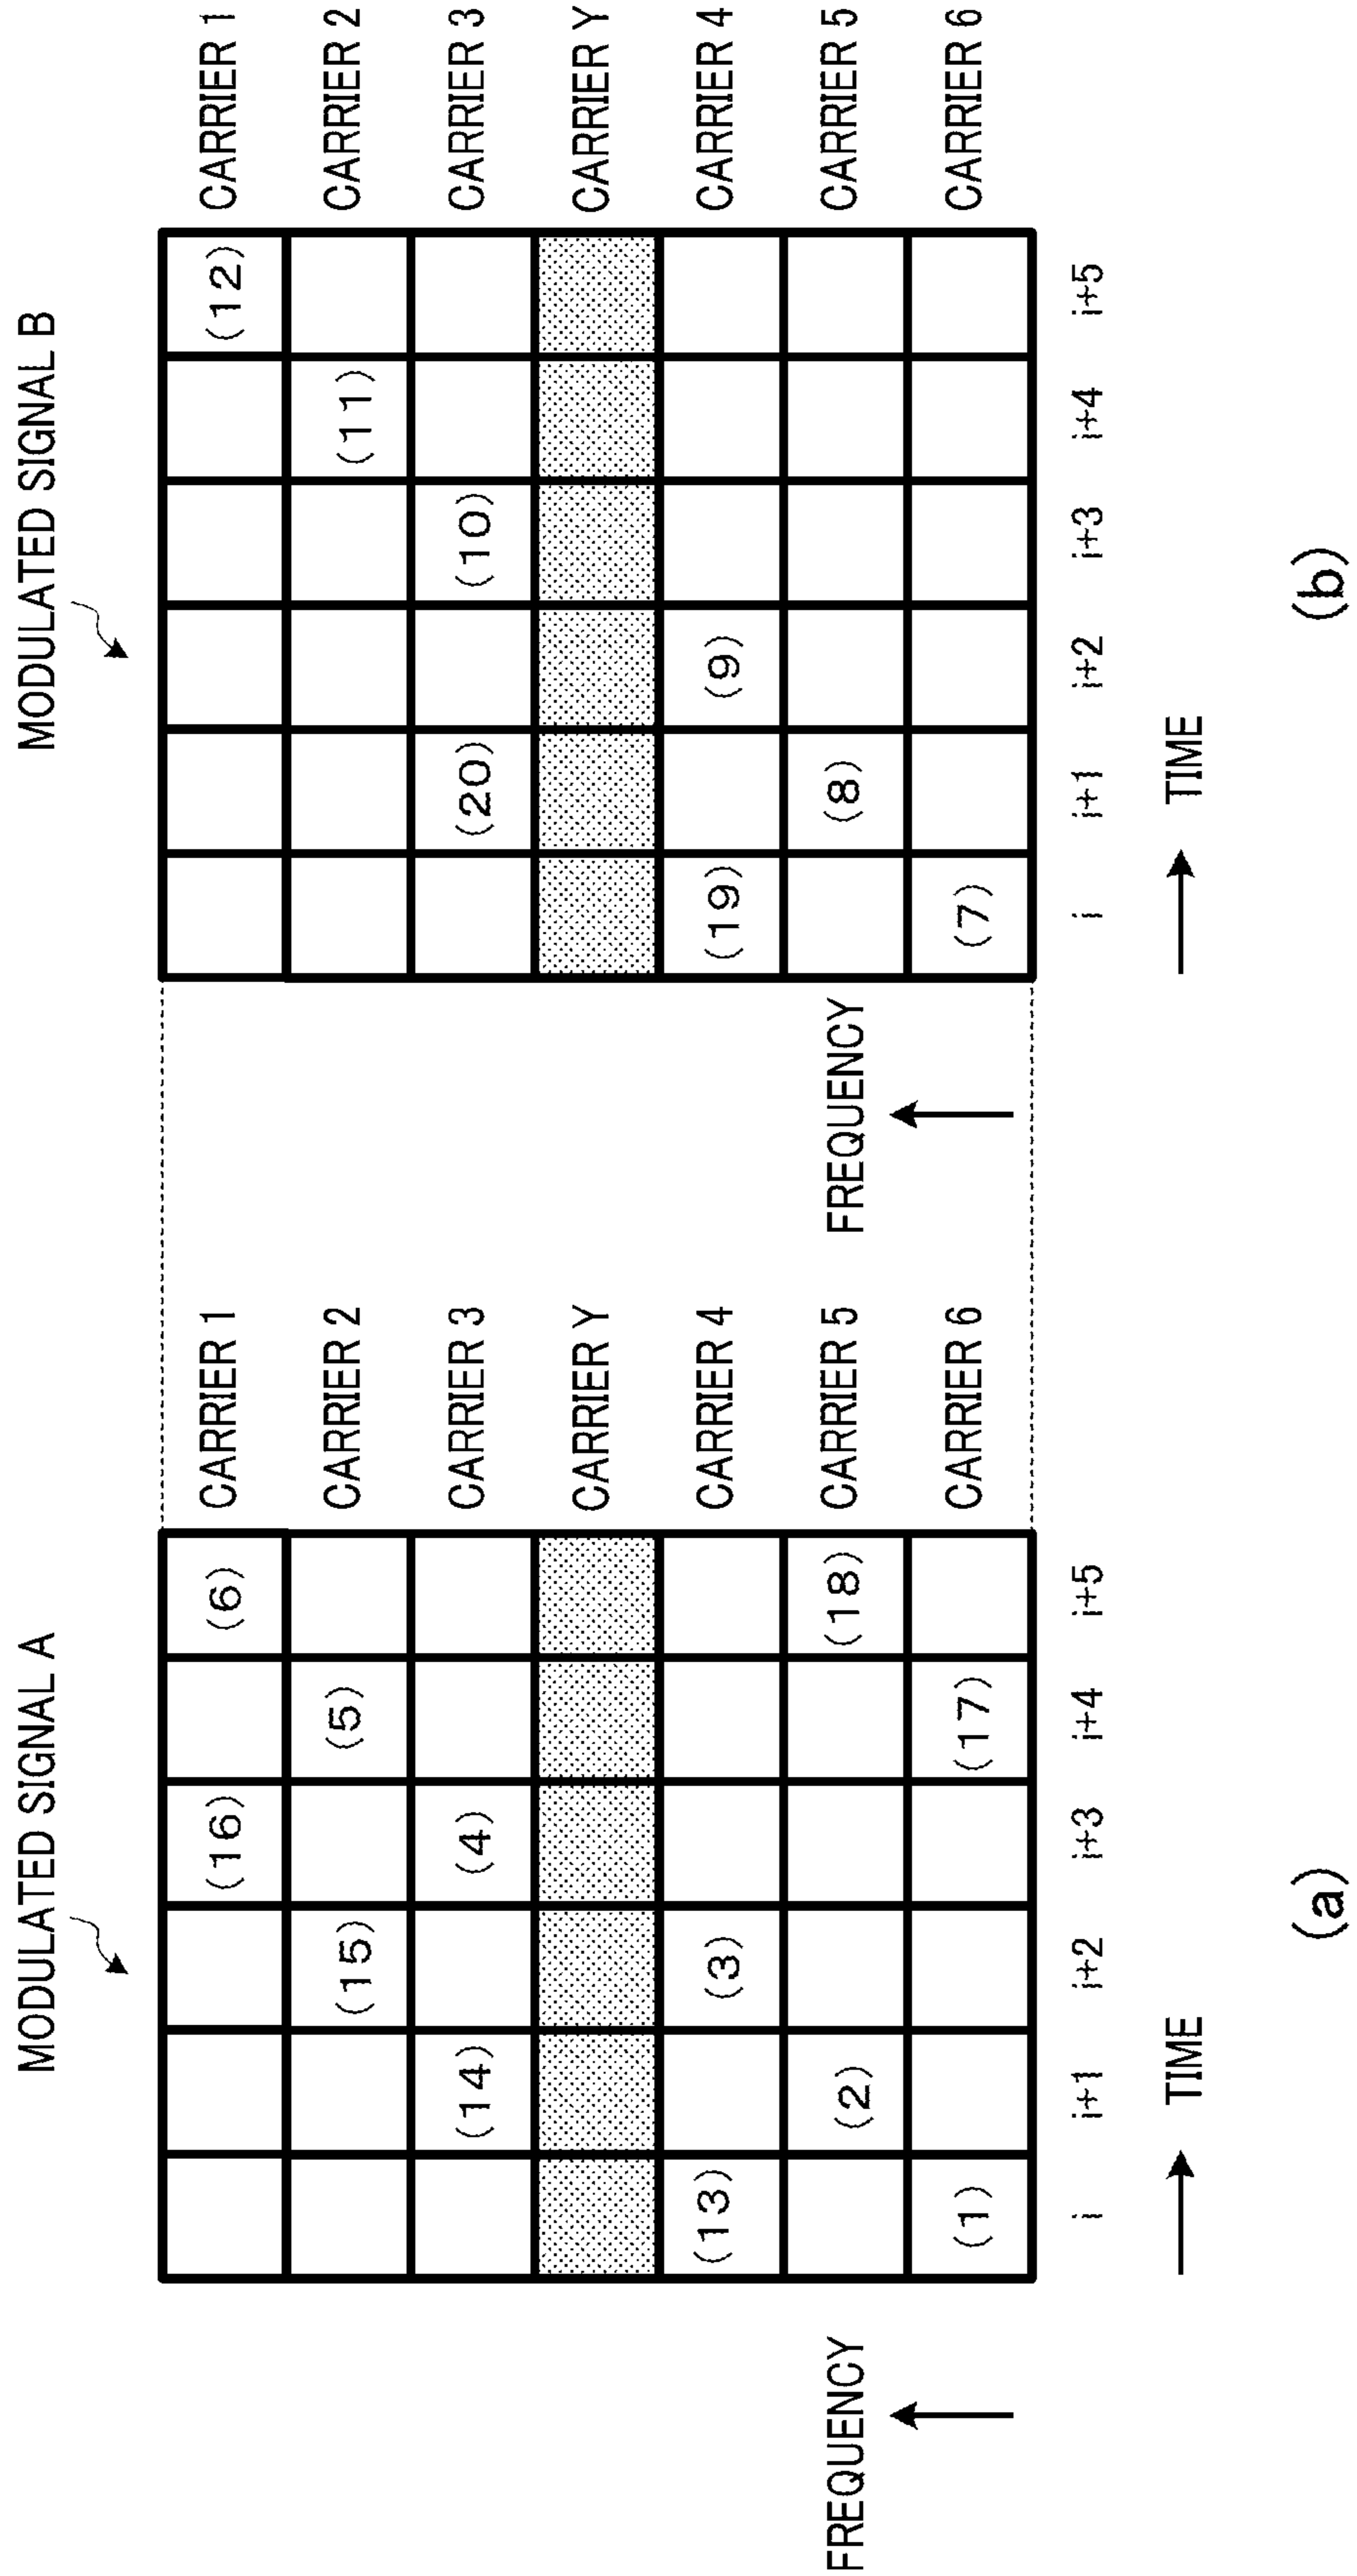 MODULATED SIGNAL A
(6) CARRIER 1
(16)
(5) CARRIER 2
(15)
(14) (4) CARRIER 3
CARRIER Y
(13) (3) CARRIER 4
(2) (18) CARRIER 5
(1) (17) CARRIER 6
FREQUENCY
i i+1 i+2 i+3 i+4 i+5
TIME
(a)
MODULATED SIGNAL B
(12) CARRIER 1
(11) CARRIER 2
(20) (10) CARRIER 3
CARRIER Y
(19) (9) CARRIER 4
(8) CARRIER 5
(7) CARRIER 6
FREQUENCY
i i+1 i+2 i+3 i+4 i+5
TIME
(b)